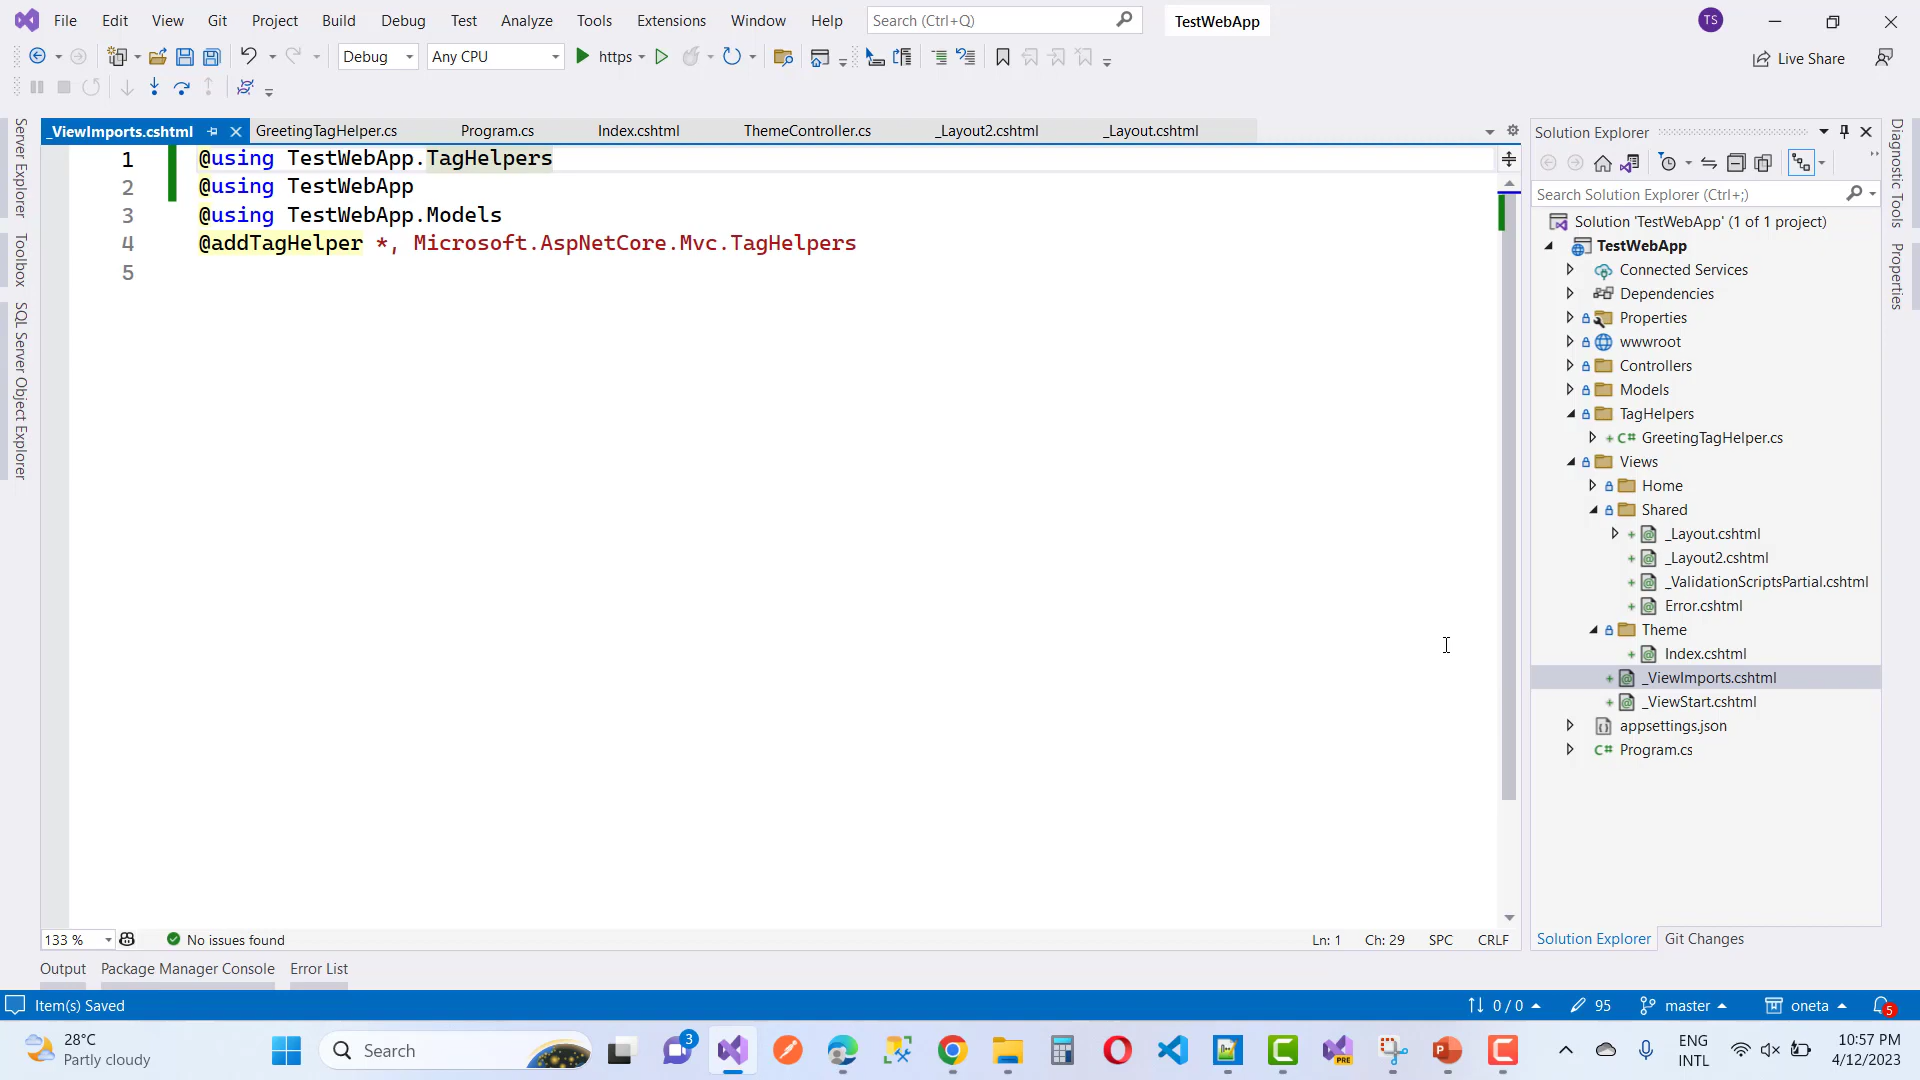 File Edit View Git Project Build Debug Test Analyze Tools Extensions Window Help Search (Ctrl+Q) TestWebApp TS
Debug Any CPU https Live Share
_ViewImports.cshtml GreetingTagHelper.cs Program.cs Index.cshtml ThemeController.cs _Layout2.cshtml _Layout.cshtml
Server Explorer
Toolbox
SQL Server Object Explorer
1 @using TestWebApp.TagHelpers
2 @using TestWebApp
3 @using TestWebApp.Models
4 @addTagHelper *, Microsoft.AspNetCore.Mvc.TagHelpers
5
133 % No issues found Ln: 1 Ch: 29 SPC CRLF
Solution Explorer
Search Solution Explorer (Ctrl+;)
Solution 'TestWebApp' (1 of 1 project)
TestWebApp
Connected Services
Dependencies
Properties
wwwroot
Controllers
Models
TagHelpers
C# GreetingTagHelper.cs
Views
Home
Shared
_Layout.cshtml
_Layout2.cshtml
_ValidationScriptsPartial.cshtml
Error.cshtml
Theme
Index.cshtml
_ViewImports.cshtml
_ViewStart.cshtml
appsettings.json
C# Program.cs
Solution Explorer Git Changes
Diagnostic Tools
Properties
Output Package Manager Console Error List
Item(s) Saved 0 / 0 95 master oneta 5
28°C
Partly cloudy
Search
3
PRE
ENG
INTL
10:57 PM
4/12/2023